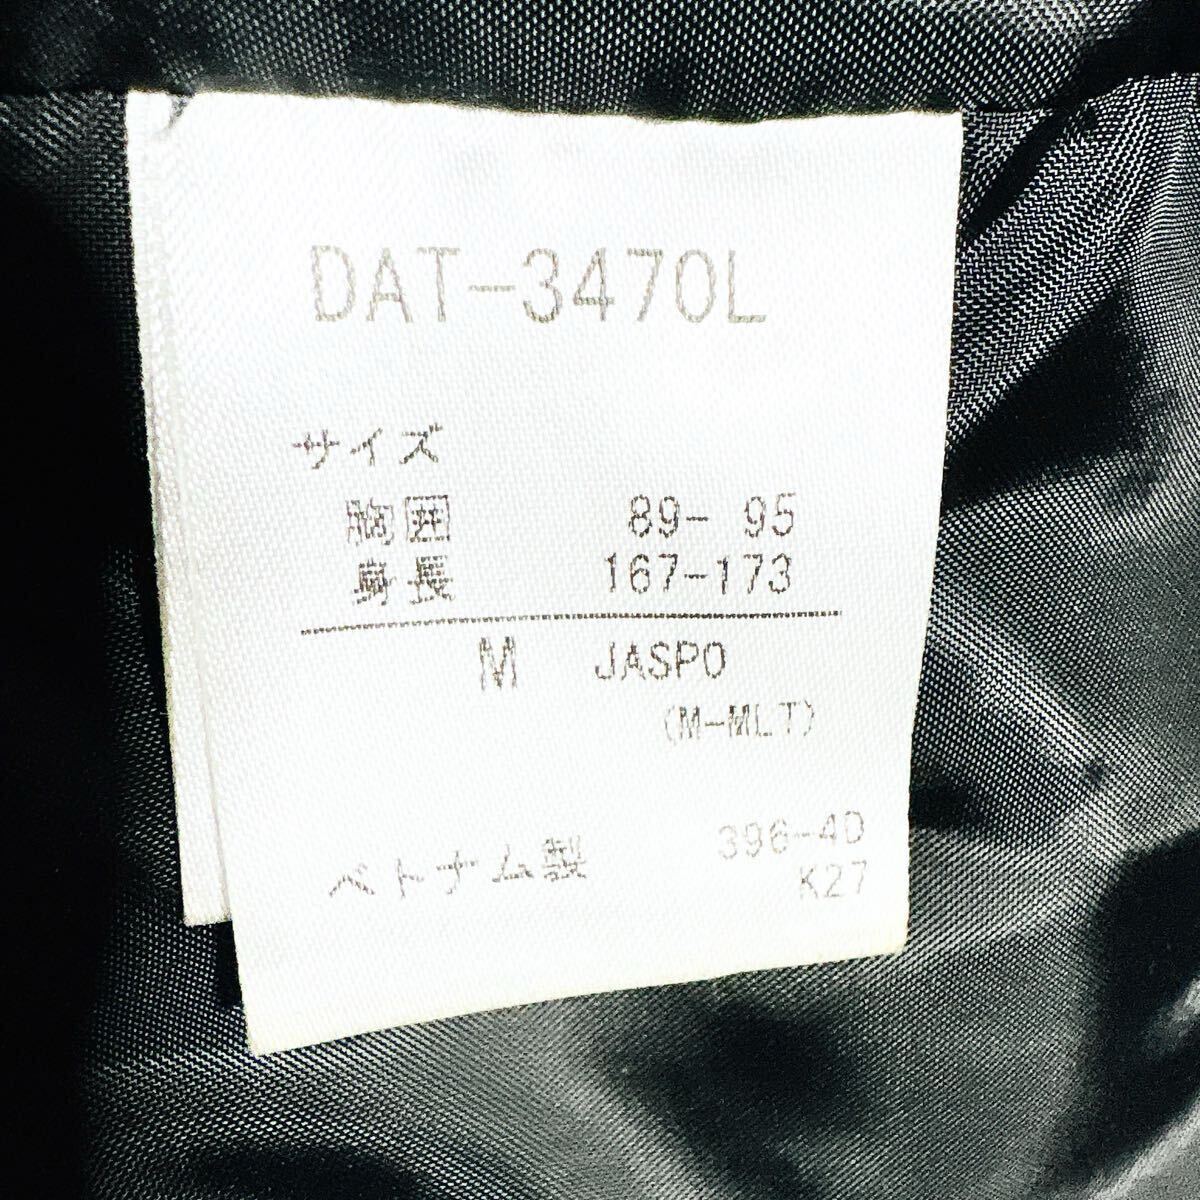 DAT-3470L
サイズ
胸囲 89- 95
身長 167-173
M JASPO
(M-MLT)
ベトナム製 396-40
K27